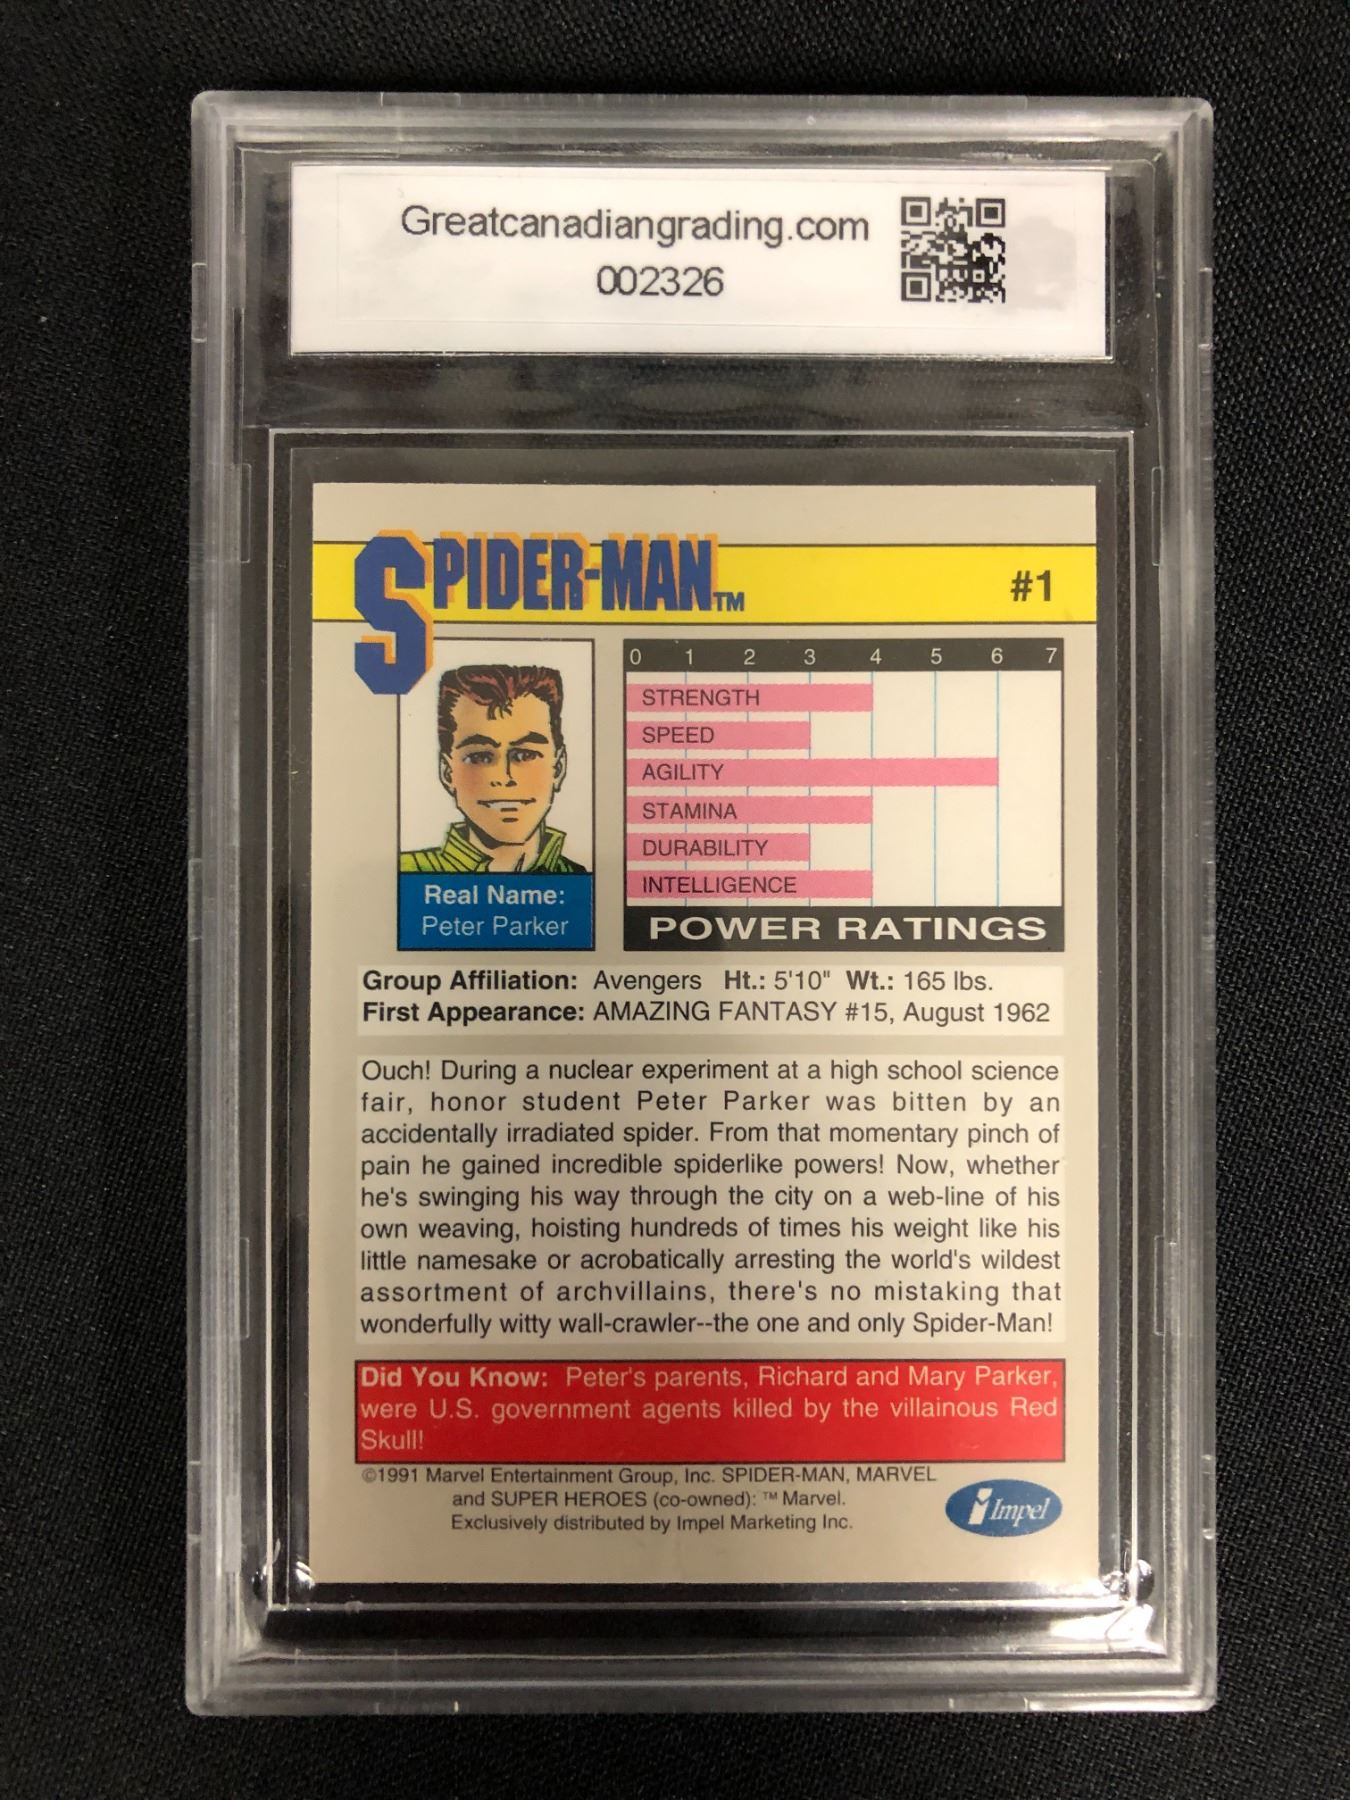 Greatcanadiangrading.com
002326
SPIDER-MAN TM
#1
0 1 2 3 4 5 6 7
STRENGTH
SPEED
AGILITY
STAMINA
DURABILITY
INTELLIGENCE
POWER RATINGS
Real Name:
Peter Parker
Group Affiliation: Avengers Ht.: 5'10" Wt.: 165 lbs.
First Appearance: AMAZING FANTASY #15, August 1962
Ouch! During a nuclear experiment at a high school science
fair, honor student Peter Parker was bitten by an
accidentally irradiated spider. From that momentary pinch of
pain he gained incredible spiderlike powers! Now, whether
he's swinging his way through the city on a web-line of his
own weaving, hoisting hundreds of times his weight like his
little namesake or acrobatically arresting the world's wildest
assortment of archvillains, there's no mistaking that
wonderfully witty wall-crawler--the one and only Spider-Man!
Did You Know: Peter's parents, Richard and Mary Parker,
were U.S. government agents killed by the villainous Red
Skull!
©1991 Marvel Entertainment Group, Inc. SPIDER-MAN, MARVEL
and SUPER HEROES (co-owned): ™ Marvel.
Exclusively distributed by Impel Marketing Inc.
Impel